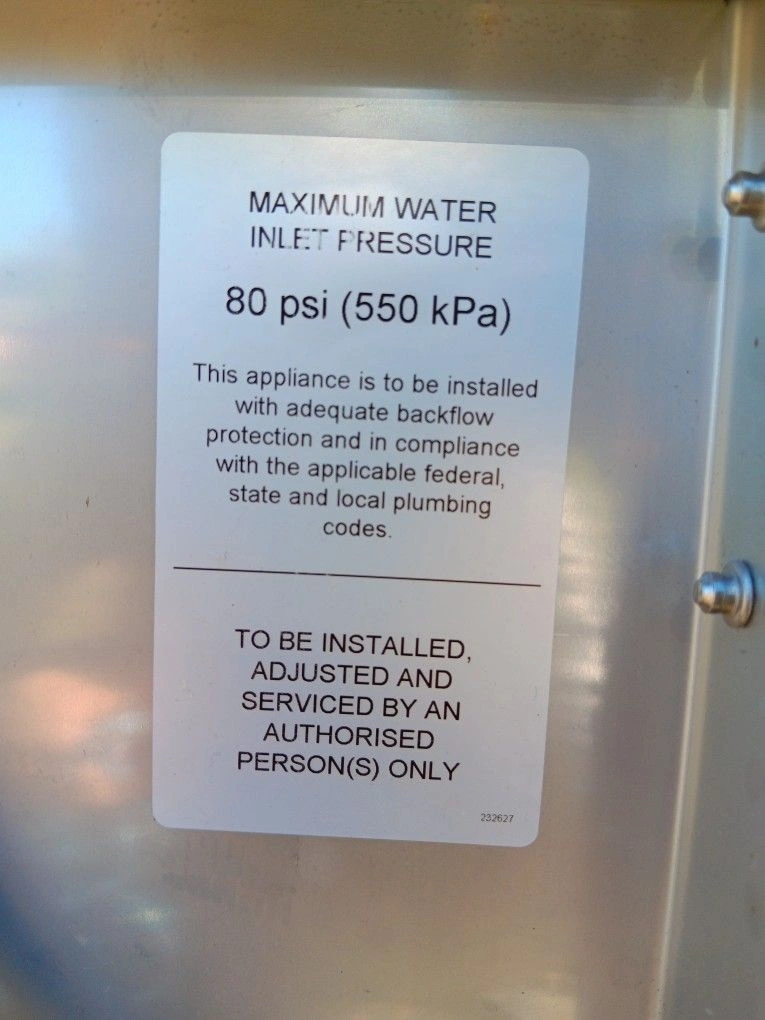 MAXIMUM WATER
INLET PRESSURE
80 psi (550 kPa)
This appliance is to be installed
with adequate backflow
protection and in compliance
with the applicable federal,
state and local plumbing
codes.
TO BE INSTALLED,
ADJUSTED AND
SERVICED BY AN
AUTHORISED
PERSON(S) ONLY
232627